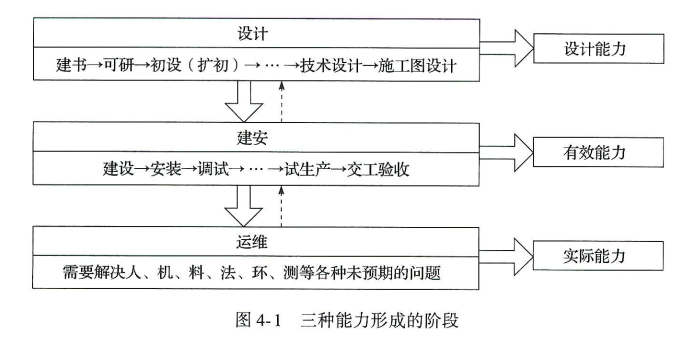 设计
建书→可研→初设（扩初）→…→技术设计→施工图设计
设计能力
建安
建设→安装→调试→…→试生产→交工验收
有效能力
运维
需要解决人、机、料、法、环、测等各种未预期的问题
实际能力
图 4-1 三种能力形成的阶段